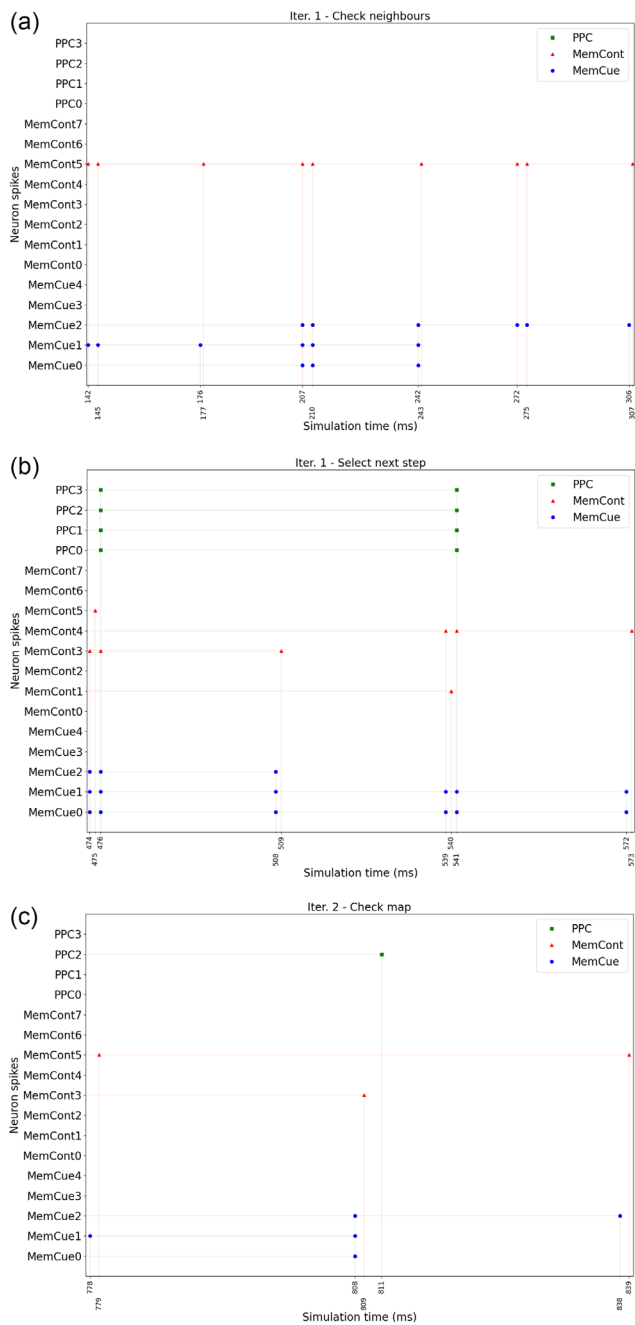 (a)
Iter. 1 - Check neighbours
PPC
MemCont
MemCue
PPC3
PPC2
PPC1
PPC0
MemCont7
MemCont6
MemCont5
MemCont4
MemCont3
MemCont2
MemCont1
MemCont0
MemCue4
MemCue3
MemCue2
MemCue1
MemCue0
Neuron spikes
142
145
176
177
207
210
242
243
272
275
306
307
Simulation time (ms)
(b)
Iter. 1 - Select next step
PPC
MemCont
MemCue
PPC3
PPC2
PPC1
PPC0
MemCont7
MemCont6
MemCont5
MemCont4
MemCont3
MemCont2
MemCont1
MemCont0
MemCue4
MemCue3
MemCue2
MemCue1
MemCue0
Neuron spikes
474
475
476
508
509
539
540
541
572
573
Simulation time (ms)
(c)
Iter. 2 - Check map
PPC
MemCont
MemCue
PPC3
PPC2
PPC1
PPC0
MemCont7
MemCont6
MemCont5
MemCont4
MemCont3
MemCont2
MemCont1
MemCont0
MemCue4
MemCue3
MemCue2
MemCue1
MemCue0
Neuron spikes
778
779
808
809
811
838
839
Simulation time (ms)